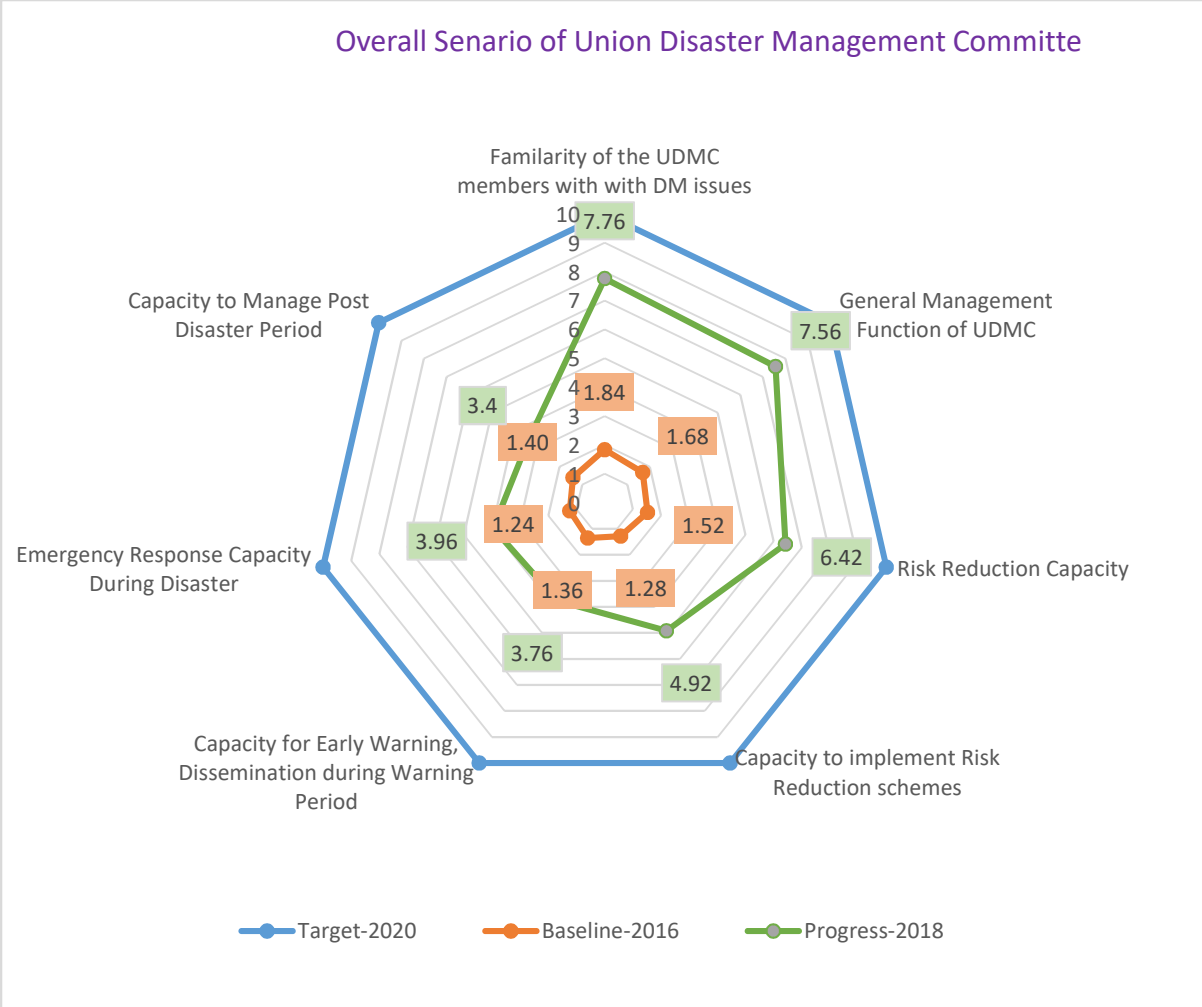 Overall Senario of Union Disaster Management Committe
Familarity of the UDMC
members with with DM issues
10
7.76
9
8
7
6
5
4
3
2
1
0
General Management
Function of UDMC
7.56
Capacity to Manage Post
Disaster Period
3.4
1.84
1.68
1.40
1.52
1.24
3.96
6.42
Emergency Response Capacity
During Disaster
Risk Reduction Capacity
1.36
1.28
3.76
4.92
Capacity for Early Warning,
Dissemination during Warning
Period
Capacity to implement Risk
Reduction schemes
Target-2020
Baseline-2016
Progress-2018